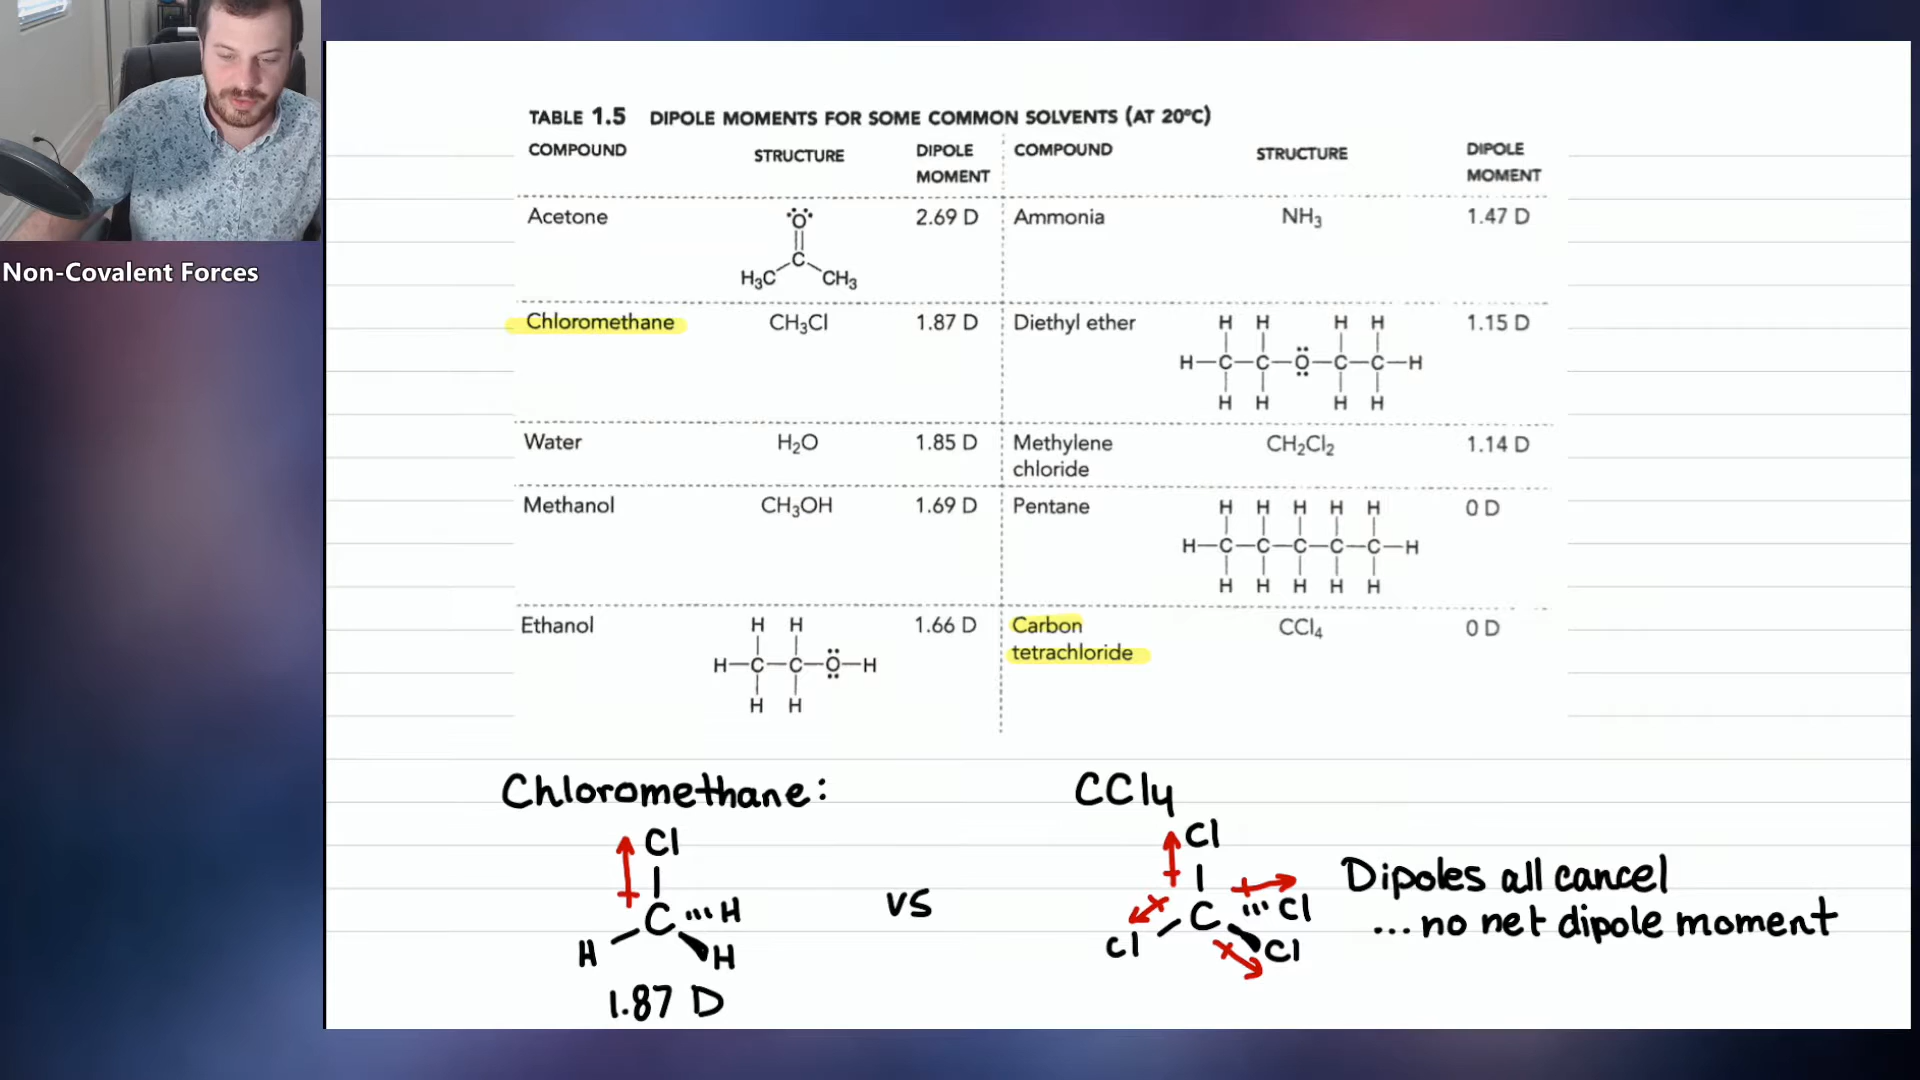 Non-Covalent Forces
TABLE 1.5 DIPOLE MOMENTS FOR SOME COMMON SOLVENTS (AT 20°C)
COMPOUND STRUCTURE DIPOLE MOMENT COMPOUND STRUCTURE DIPOLE MOMENT
Acetone 2.69 D Ammonia NH₃ 1.47 D
:O:
C
H₃C CH₃
Chloromethane CH₃Cl 1.87 D Diethyl ether 1.15 D
H H H H
H—C—C—O—C—C—H
H H H H
Water H₂O 1.85 D Methylene chloride CH₂Cl₂ 1.14 D
Methanol CH₃OH 1.69 D Pentane 0 D
H H H H H
H—C—C—C—C—C—H
H H H H H
Ethanol 1.66 D Carbon tetrachloride CCl₄ 0 D
H H
H—C—C—O—H
H H
Chloromethane:
Cl
C H
H H
1.87 D
vs
CCl4
Cl
C Cl
Cl Cl
Dipoles all cancel
... no net dipole moment